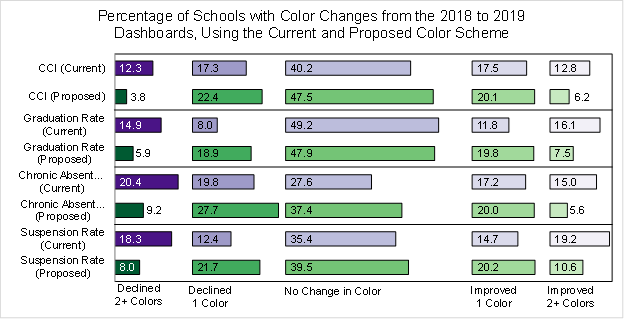 Percentage of Schools with Color Changes from the 2018 to 2019
Dashboards, Using the Current and Proposed Color Scheme
CCI (Current) 12.3 17.3 40.2 17.5 12.8
CCI (Proposed) 3.8 22.4 47.5 20.1 6.2
Graduation Rate
(Current) 14.9 8.0 49.2 11.8 16.1
Graduation Rate
(Proposed) 5.9 18.9 47.9 19.8 7.5
Chronic Absent...
(Current) 20.4 19.8 27.6 17.2 15.0
Chronic Absent...
(Proposed) 9.2 27.7 37.4 20.0 5.6
Suspension Rate
(Current) 18.3 12.4 35.4 14.7 19.2
Suspension Rate
(Proposed) 8.0 21.7 39.5 20.2 10.6
Declined Declined No Change in Color Improved Improved
2+ Colors 1 Color 1 Color 2+ Colors